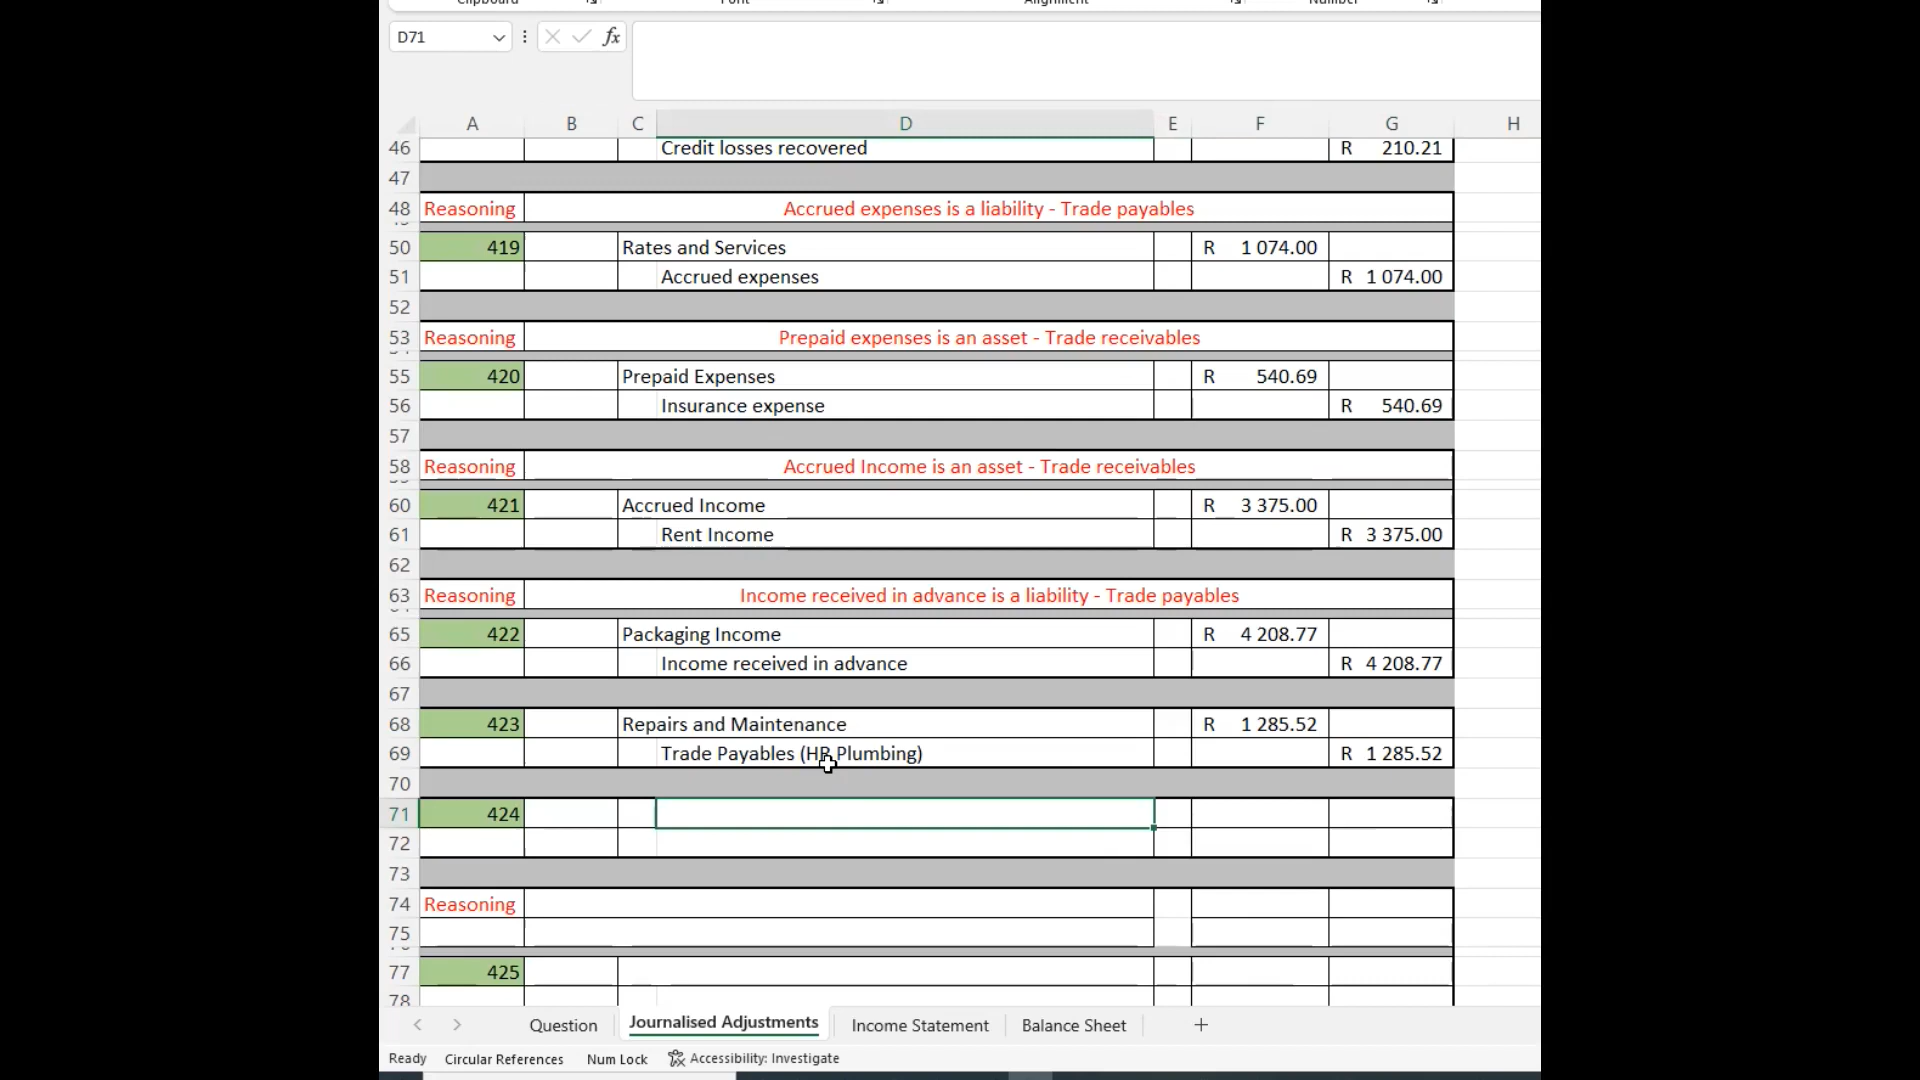 Clipboard Font Alignment Number
D71 fx
A B C D E F G H
46 Credit losses recovered R 210.21
47
48 Reasoning Accrued expenses is a liability - Trade payables
50 419 Rates and Services R 1 074.00
51 Accrued expenses R 1 074.00
52
53 Reasoning Prepaid expenses is an asset - Trade receivables
55 420 Prepaid Expenses R 540.69
56 Insurance expense R 540.69
57
58 Reasoning Accrued Income is an asset - Trade receivables
60 421 Accrued Income R 3 375.00
61 Rent Income R 3 375.00
62
63 Reasoning Income received in advance is a liability - Trade payables
65 422 Packaging Income R 4 208.77
66 Income received in advance R 4 208.77
67
68 423 Repairs and Maintenance R 1 285.52
69 Trade Payables (HP Plumbing) R 1 285.52
70
71 424
72
73
74 Reasoning
75
77 425
78
Question Journalised Adjustments Income Statement Balance Sheet
Ready Circular References Num Lock Accessibility: Investigate